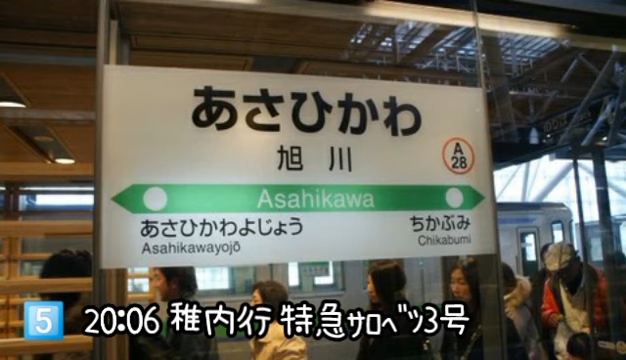 あさひかわ
旭川
A
28
Asahikawa
あさひかわよじょう
Asahikawayojō
ちかぶみ
Chikabumi
5 20:06 稚内行 特急ｻﾛﾍﾞﾂ3号